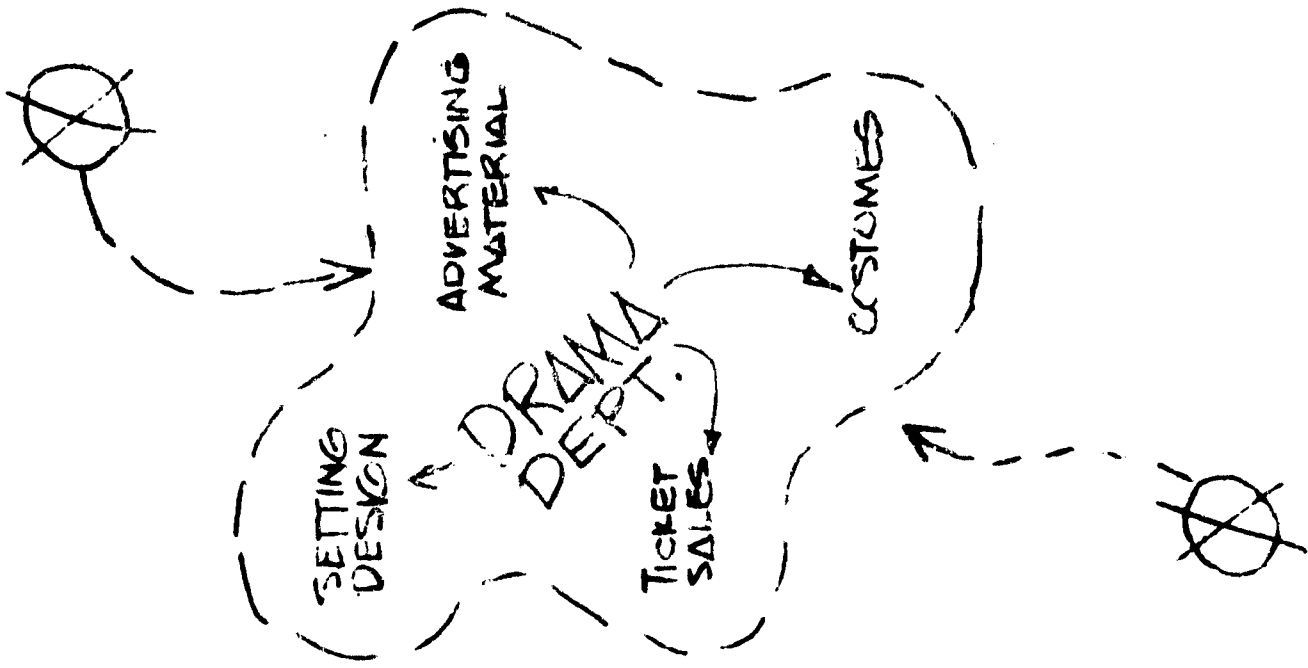 SETTING
DESIGN
ADVERTISING
MATERIAL
DRAMA
DEPT.
TICKET
SALES
COSTUMES